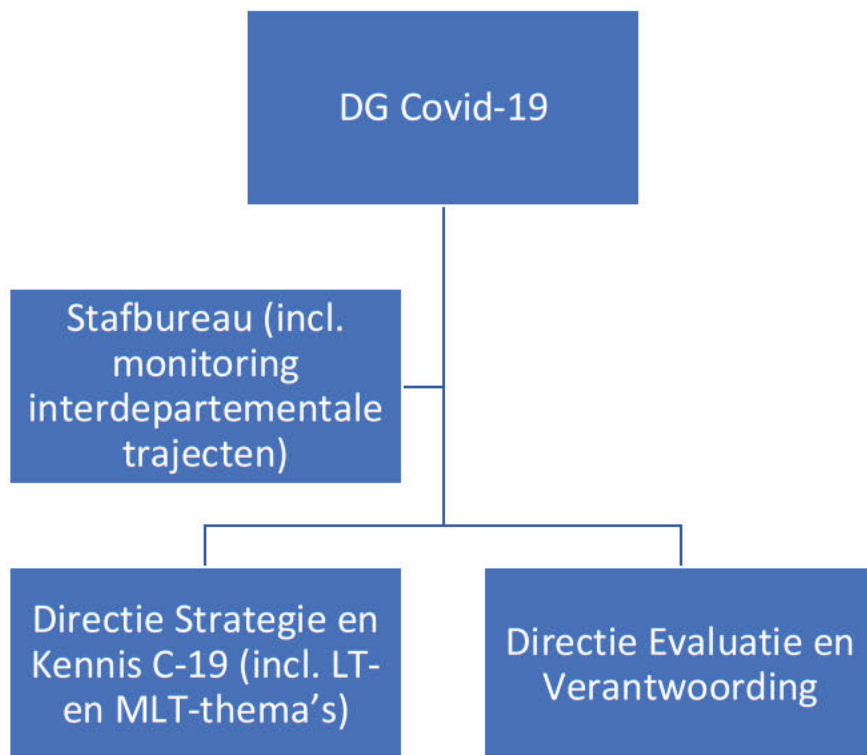 DG Covid-19
Stafbureau (incl.
monitoring
interdepartementale
trajecten)
Directie Strategie en
Kennis C-19 (incl. LT-
en MLT-thema’s)
Directie Evaluatie en
Verantwoording